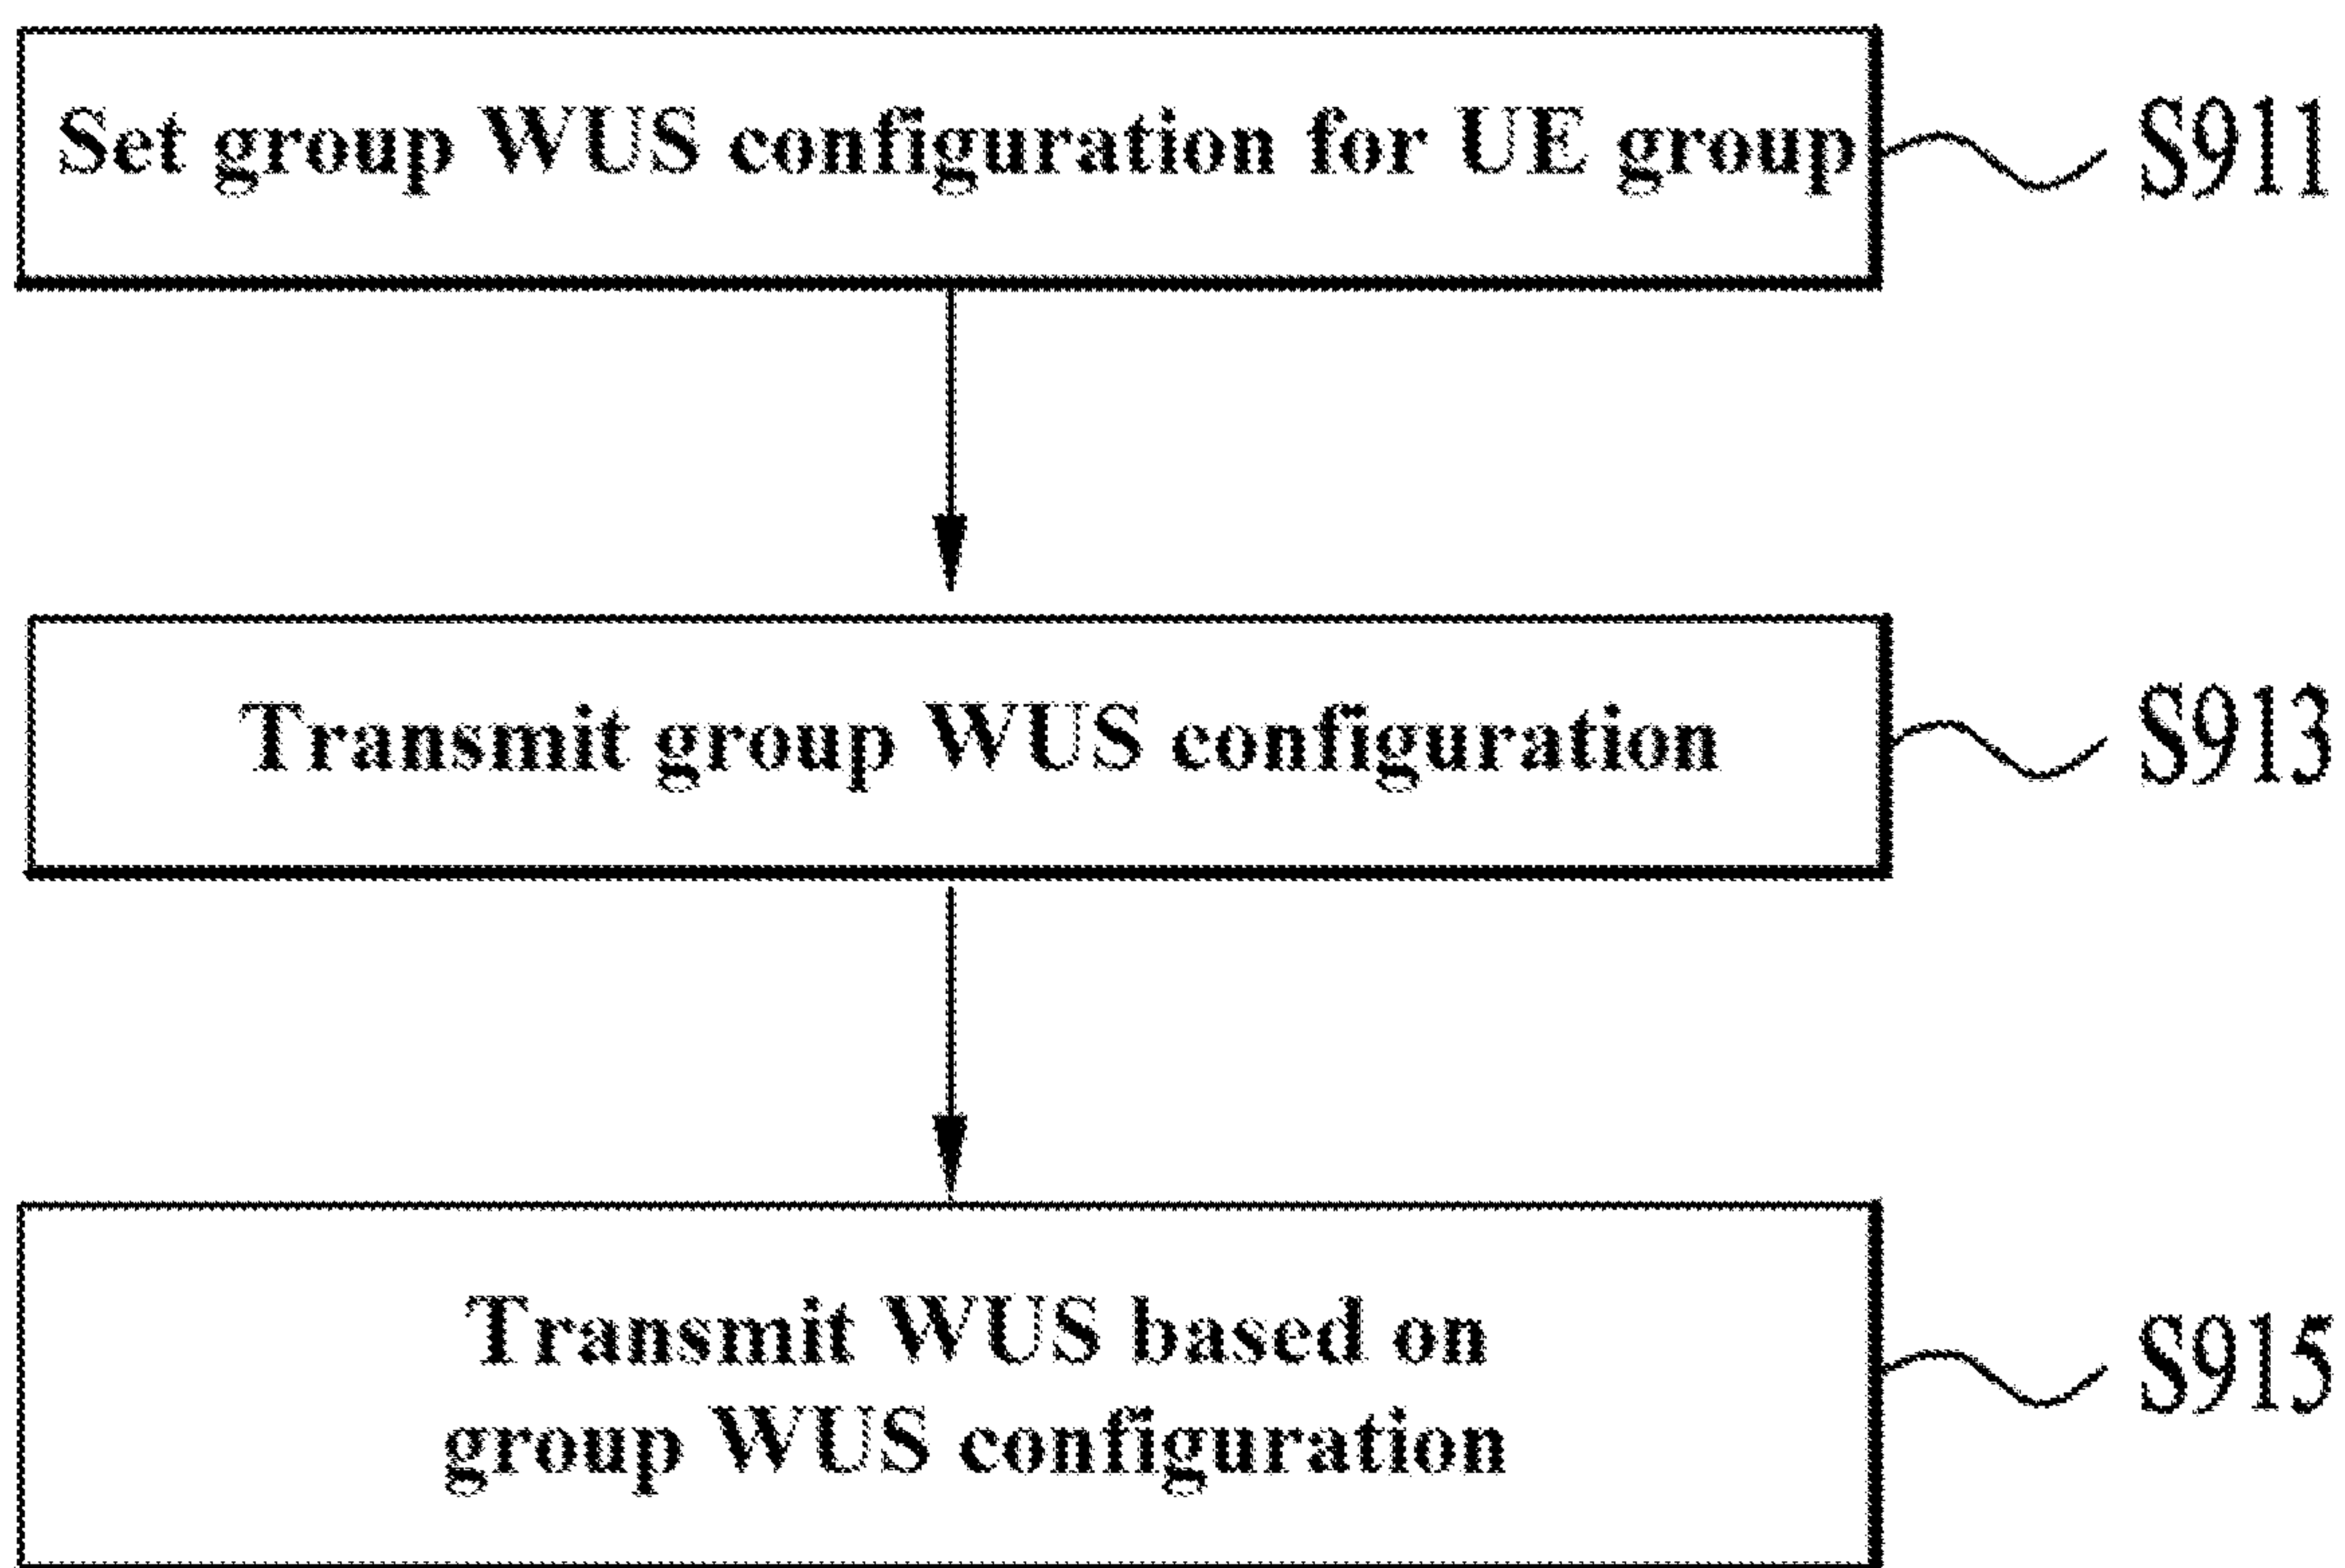 Set group WUS configuration for UE group
S911
Transmit group WUS configuration
S913
Transmit WUS based on
group WUS configuration
S915